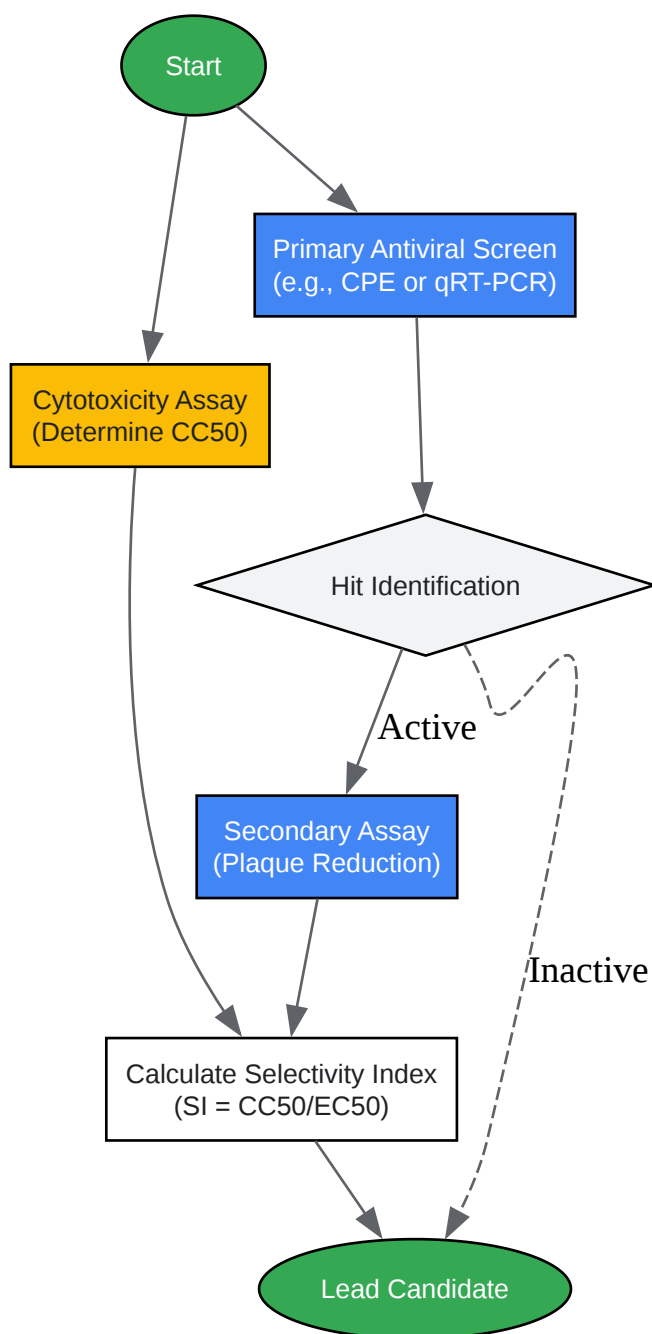 Start
Primary Antiviral Screen
(e.g., CPE or qRT-PCR)
Cytotoxicity Assay
(Determine CC50)
Hit Identification
Active
Secondary Assay
(Plaque Reduction)
Inactive
Calculate Selectivity Index
(SI = CC50/EC50)
Lead Candidate